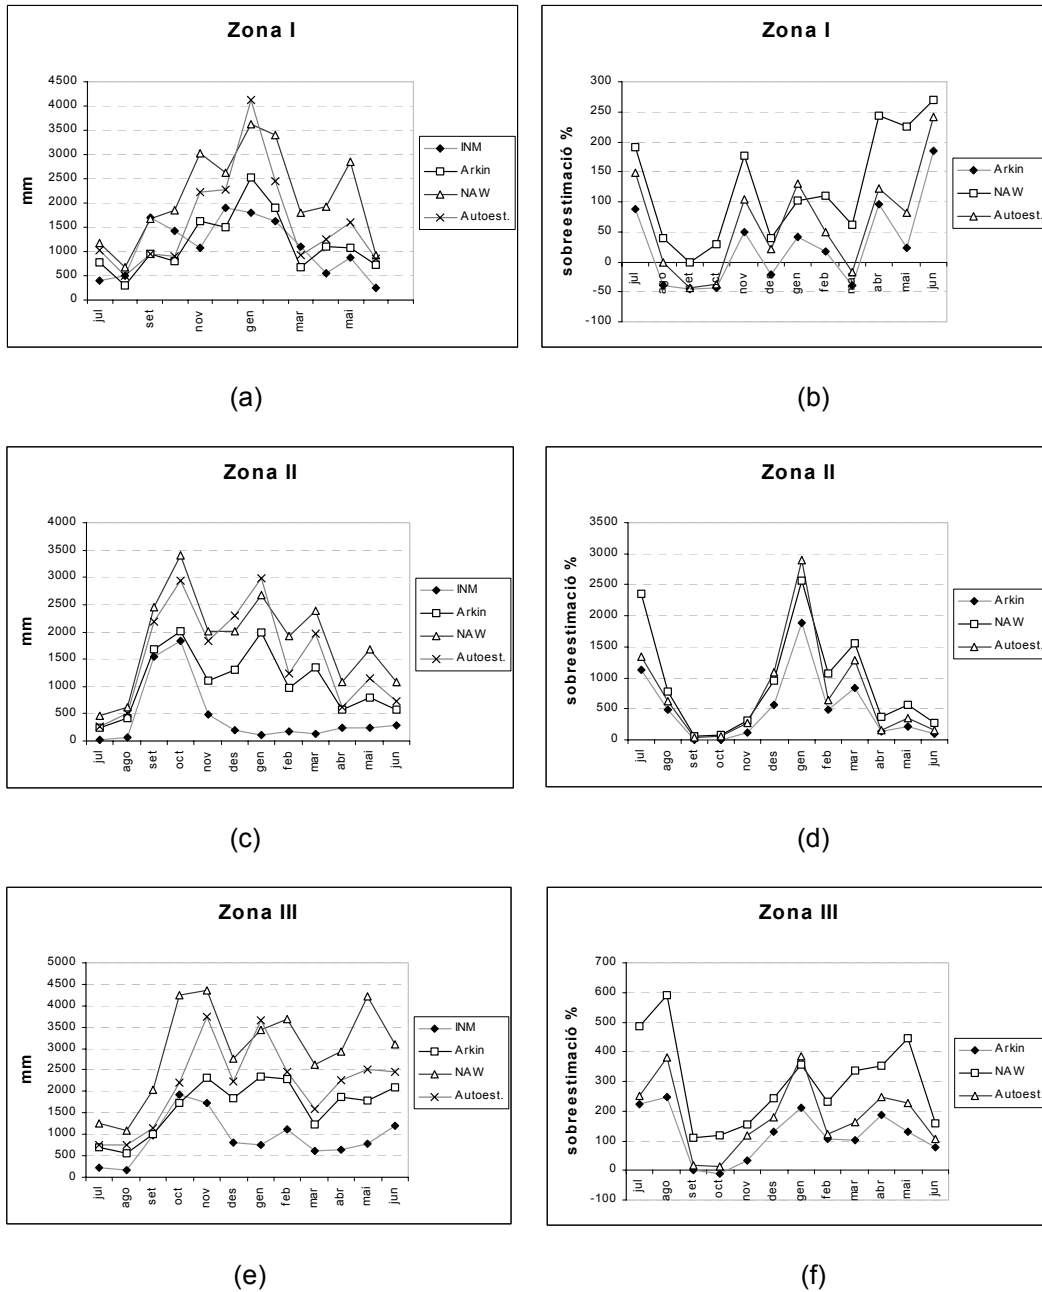 Zona I
4500
4000
3500
3000
2500
2000
1500
1000
500
0
mm
jul
set
nov
gen
mar
mai
INM
Arkin
NAW
Autoest.
(a)
Zona I
300
250
200
150
100
50
0
-50
-100
sobreestimació %
jul
ago
set
oct
nov
des
gen
feb
mar
abr
mai
jun
Arkin
NAW
Autoest.
(b)
Zona II
4000
3500
3000
2500
2000
1500
1000
500
0
mm
jul
ago
set
oct
nov
des
gen
feb
mar
abr
mai
jun
INM
Arkin
NAW
Autoest.
(c)
Zona II
3500
3000
2500
2000
1500
1000
500
0
sobreestimació %
jul
ago
set
oct
nov
des
gen
feb
mar
abr
mai
jun
Arkin
NAW
Autoest.
(d)
Zona III
5000
4500
4000
3500
3000
2500
2000
1500
1000
500
0
mm
jul
ago
set
oct
nov
des
gen
feb
mar
abr
mai
jun
INM
Arkin
NAW
Autoest.
(e)
Zona III
700
600
500
400
300
200
100
0
-100
sobreestimació %
jul
ago
set
oct
nov
des
gen
feb
mar
abr
mai
jun
Arkin
NAW
Autoest.
(f)